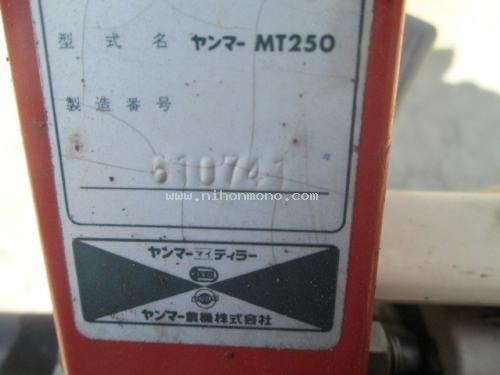 型式名 ヤンマー MT250
製造番号
610741
www.nihonmono.com
ヤンマーマイティラー
ヤンマー農機株式会社